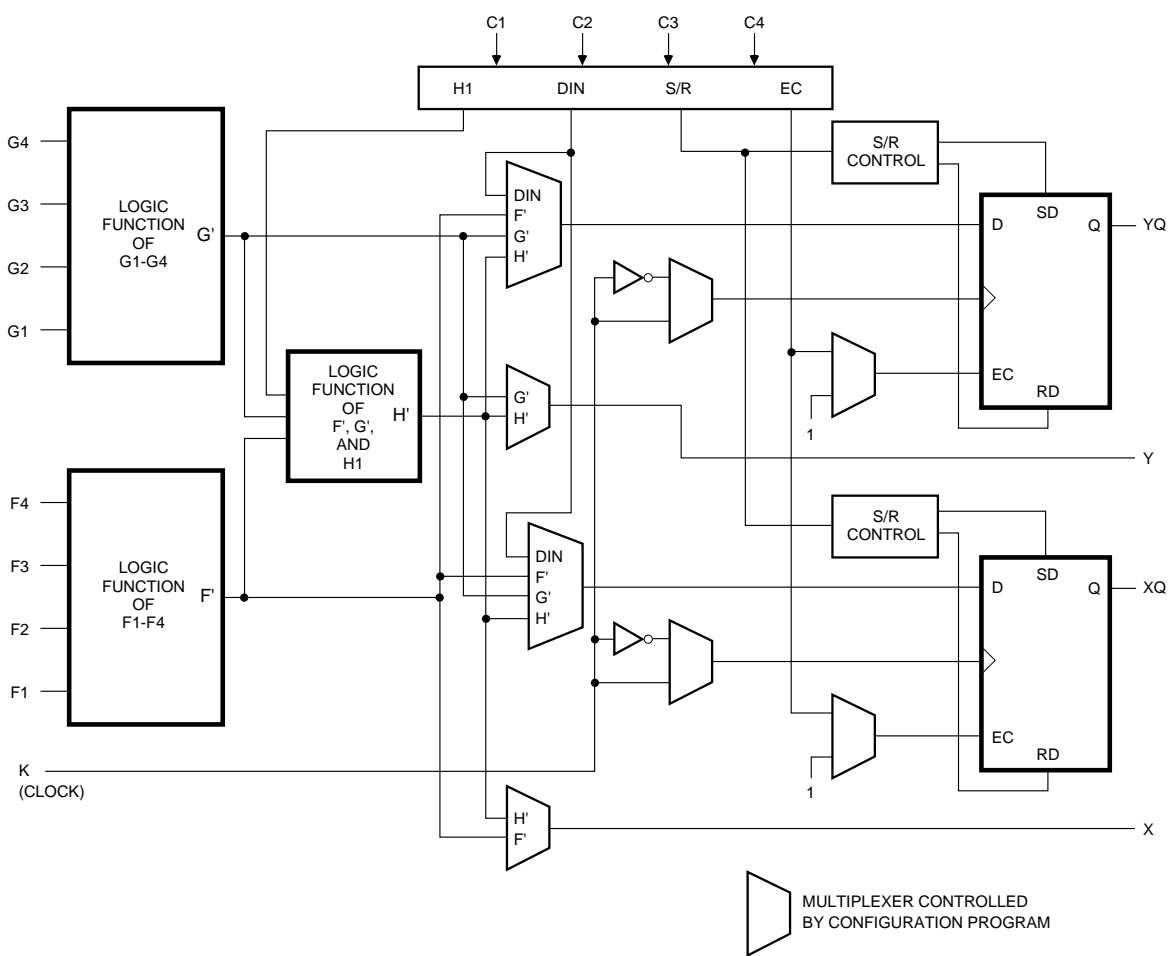 C1
C2
C3
C4
H1
DIN
S/R
EC
G4
G3
G2
G1
LOGIC
FUNCTION
OF
G1-G4
G'
DIN
F'
G'
H'
S/R
CONTROL
D
SD
Q
EC
RD
YQ
1
LOGIC
FUNCTION
OF
F', G',
AND
H1
H'
G'
H'
Y
F4
F3
F2
F1
LOGIC
FUNCTION
OF
F1-F4
F'
DIN
F'
G'
H'
S/R
CONTROL
D
SD
Q
EC
RD
XQ
1
K
(CLOCK)
H'
F'
X
MULTIPLEXER CONTROLLED
BY CONFIGURATION PROGRAM